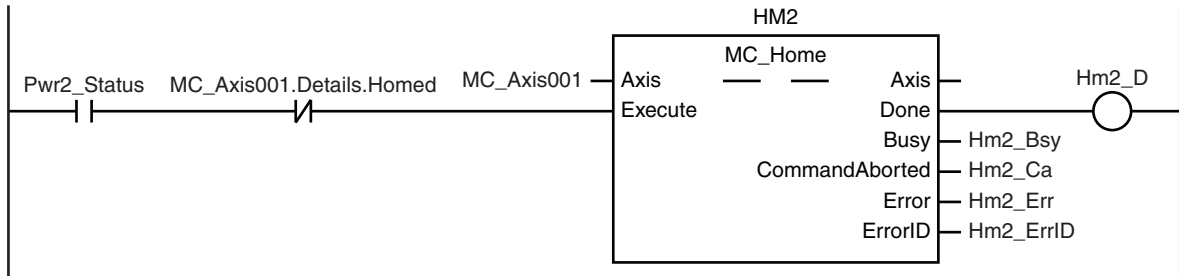 HM2
MC_Home
Pwr2_Status MC_Axis001.Details.Homed MC_Axis001 Axis Axis Hm2_D
Execute Done
Busy Hm2_Bsy
CommandAborted Hm2_Ca
Error Hm2_Err
ErrorID Hm2_ErrID